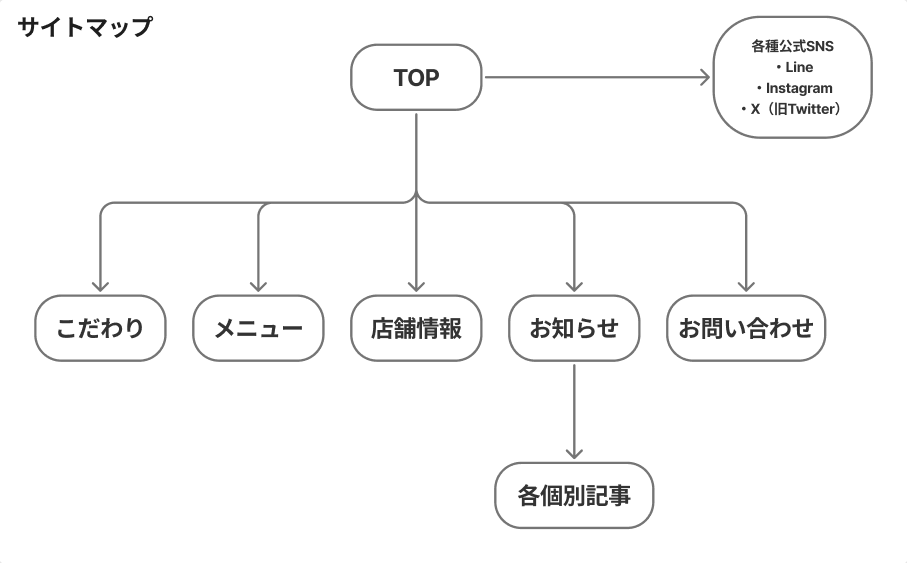 サイトマップ
TOP
各種公式SNS
・Line
・Instagram
・X（旧Twitter）
こだわり
メニュー
店舗情報
お知らせ
お問い合わせ
各個別記事